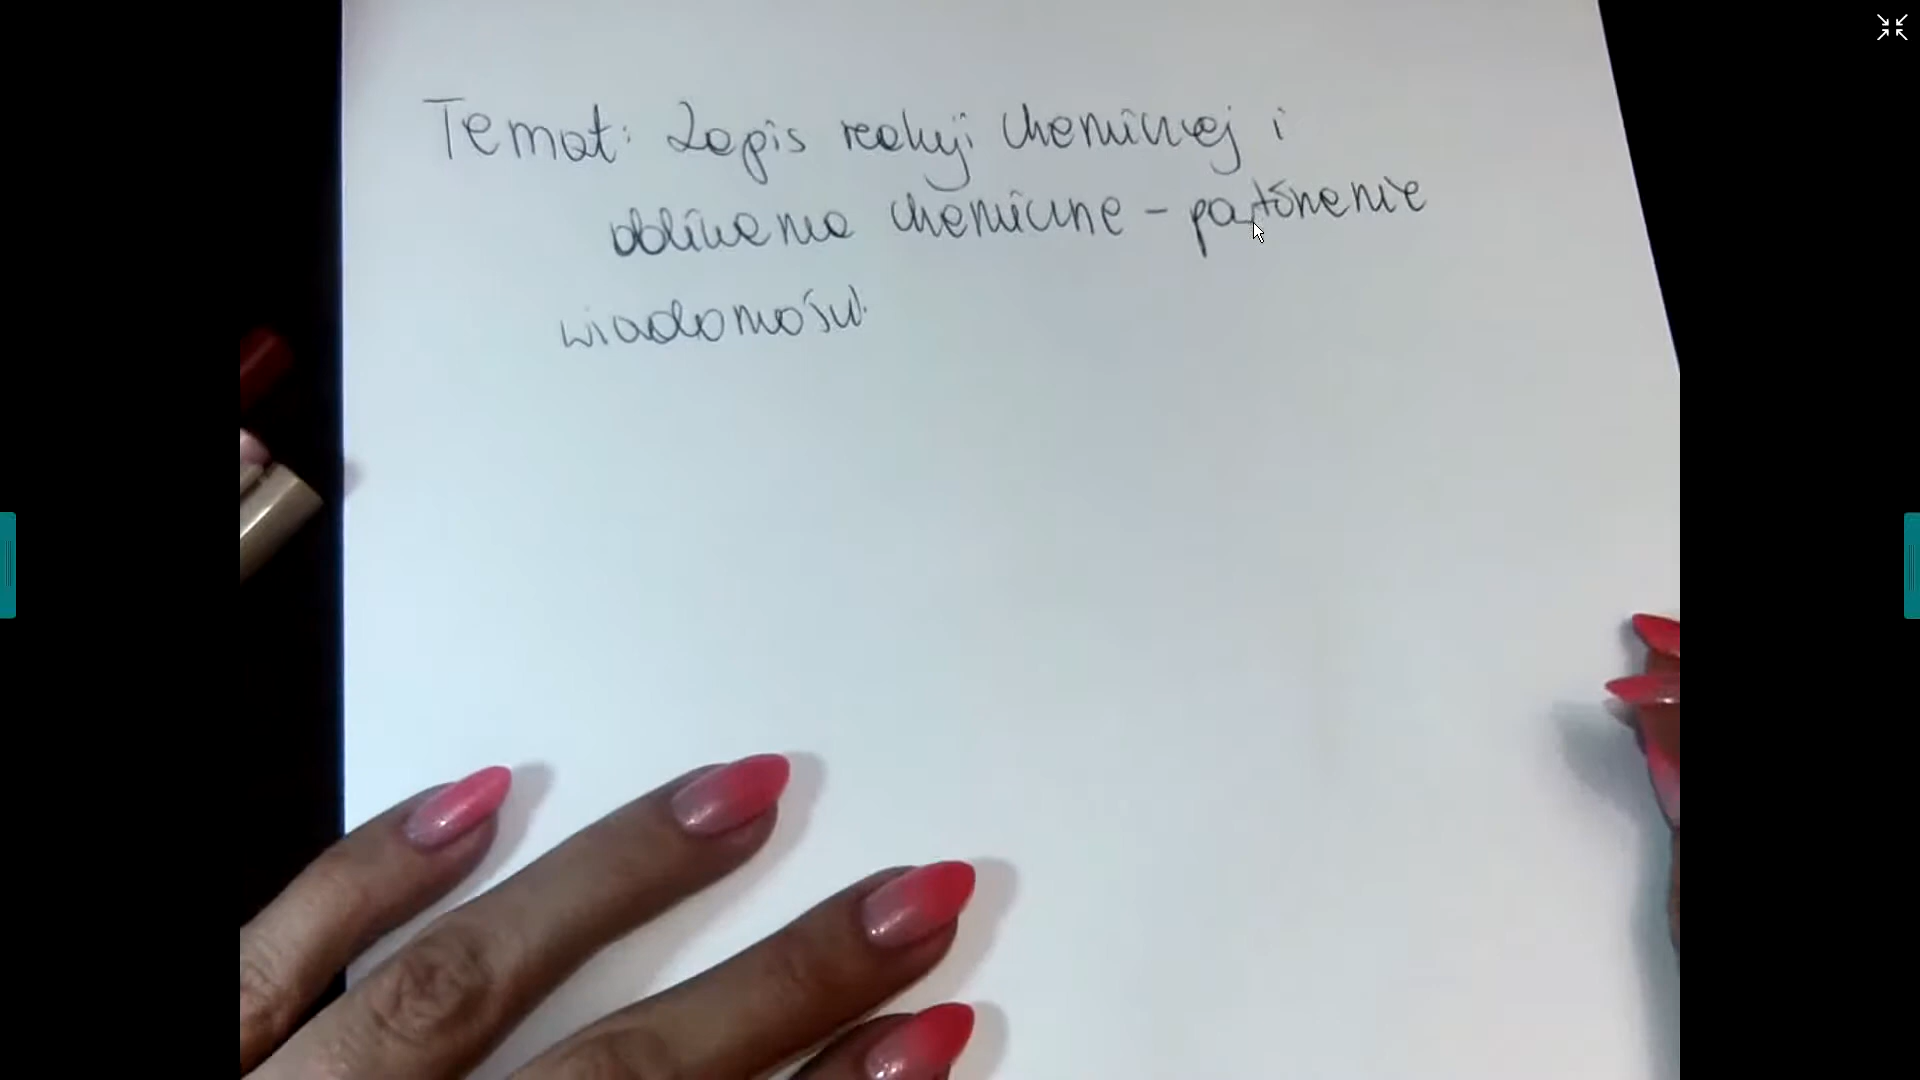 Temat: Zapis reakcji chemicznej i
obliczenia chemiczne - powtórzenie
wiadomości.